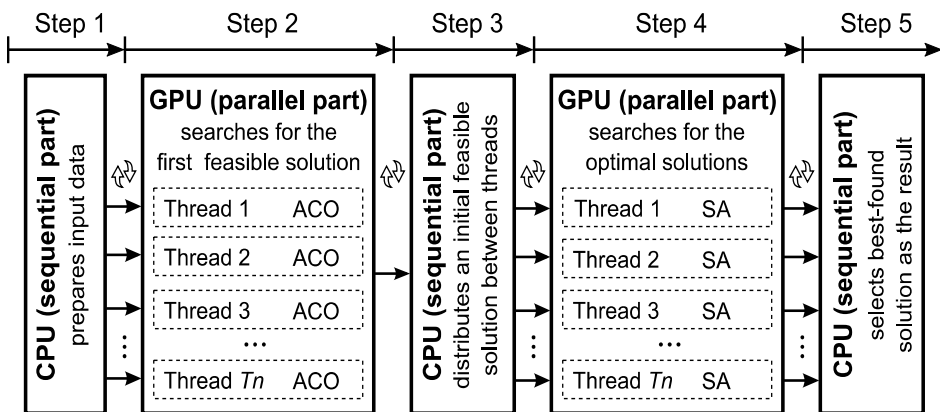 Step 1
Step 2
Step 3
Step 4
Step 5
CPU (sequential part)
prepares input data
GPU (parallel part)
searches for the
first feasible solution
Thread 1 ACO
Thread 2 ACO
Thread 3 ACO
...
Thread Tn ACO
...
CPU (sequential part)
distributes an initial feasible
solution between threads
...
GPU (parallel part)
searches for the
optimal solutions
Thread 1 SA
Thread 2 SA
Thread 3 SA
...
Thread Tn SA
...
CPU (sequential part)
selects best-found
solution as the result